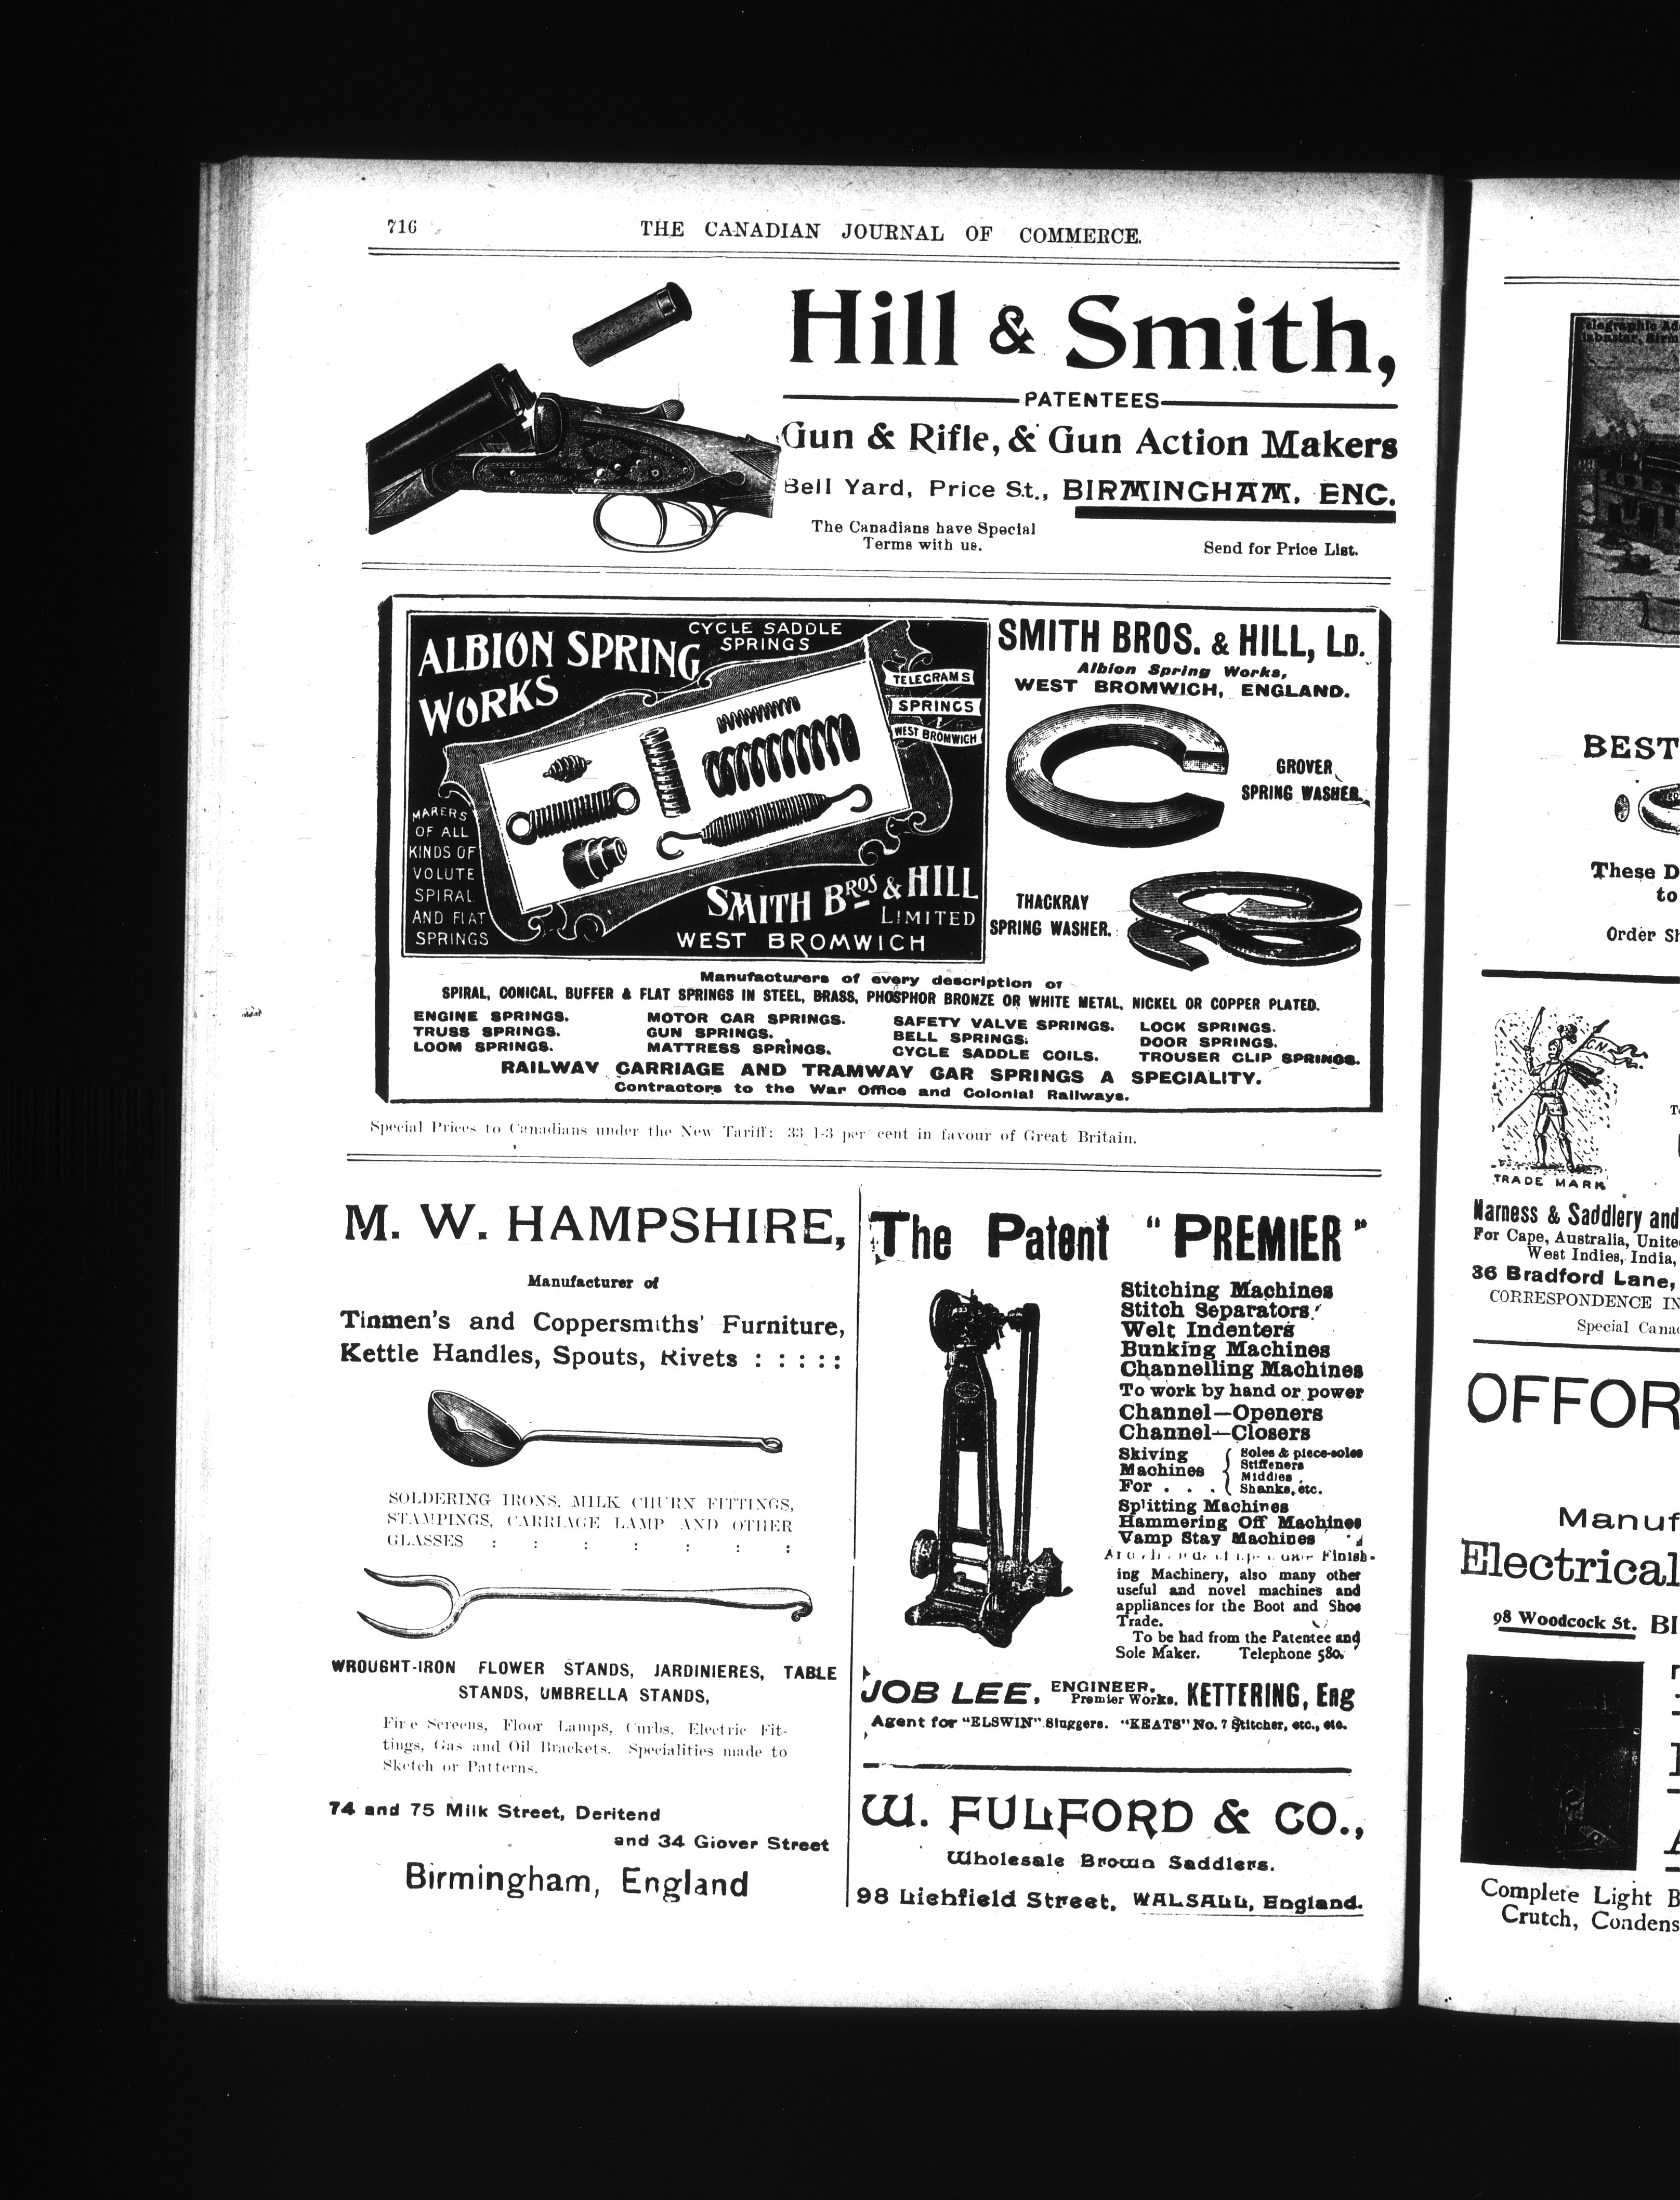 716
THE CANADIAN JOURNAL OF COMMERCE.
Hill & Smith,
PATENTEES
Gun & Rifle, & Gun Action Makers
Bell Yard, Price St., BIRMINGHAM, ENG.
The Canadians have Special
Terms with us.
Send for Price List.
ALBION SPRING
WORKS
CYCLE SADDLE
SPRINGS
TELEGRAMS
SPRINGS
WEST BROMWICH
MAKERS
OF ALL
KINDS OF
VOLUTE
SPIRAL
AND FLAT
SPRINGS
SMITH BROS & HILL
LIMITED
WEST BROMWICH
SMITH BROS. & HILL, LD.
Albion Spring Works,
WEST BROMWICH, ENGLAND.
GROVER
SPRING WASHER.
THACKRAY
SPRING WASHER.
Manufacturers of every description of
SPIRAL, CONICAL, BUFFER & FLAT SPRINGS IN STEEL, BRASS, PHOSPHOR BRONZE OR WHITE METAL, NICKEL OR COPPER PLATED.
ENGINE SPRINGS. MOTOR CAR SPRINGS. SAFETY VALVE SPRINGS. LOCK SPRINGS.
TRUSS SPRINGS. GUN SPRINGS. BELL SPRINGS. DOOR SPRINGS.
LOOM SPRINGS. MATTRESS SPRINGS. CYCLE SADDLE COILS. TROUSER CLIP SPRINGS.
RAILWAY CARRIAGE AND TRAMWAY CAR SPRINGS A SPECIALITY.
Contractors to the War Office and Colonial Railways.
Special Prices to Canadians under the New Tariff: 33 1-3 per cent in favour of Great Britain.
M. W. HAMPSHIRE,
Manufacturer of
Tinmen's and Coppersmiths' Furniture,
Kettle Handles, Spouts, Rivets : : : : :
SOLDERING IRONS, MILK CHURN FITTINGS,
STAMPINGS, CARRIAGE LAMP AND OTHER
GLASSES : : : : : : :
WROUGHT-IRON FLOWER STANDS, JARDINIERES, TABLE
STANDS, UMBRELLA STANDS,
Fire Screens, Floor Lamps, Curbs, Electric Fit-
tings, Gas and Oil Brackets. Specialities made to
Sketch or Patterns.
74 and 75 Milk Street, Deritend
and 34 Glover Street
Birmingham, England
The Patent "PREMIER"
Stitching Machines
Stitch Separators
Welt Indenters
Bunking Machines
Channelling Machines
To work by hand or power
Channel—Openers
Channel—Closers
Skiving
Machines
For . . .
Soles & piece-soles
Stiffeners
Middles
Shanks, etc.
Splitting Machines
Hammering Off Machines
Vamp Stay Machines
Finish-
ing Machinery, also many other
useful and novel machines and
appliances for the Boot and Shoe
Trade.
To be had from the Patentee and
Sole Maker. Telephone 580.
JOB LEE, ENGINEER, Premier Works, KETTERING, Eng
Agent for "ELSWIN" Sluggers. "KEATS" No. 7 Stitcher, etc., etc.
W. FULFORD & CO.,
Wholesale Brown Saddlers.
98 Lichfield Street, WALSALL, England.
BEST
These D
to
Order Sh
C.N.
TRADE MARK
Harness & Saddlery and
For Cape, Australia, Unite
West Indies, India,
36 Bradford Lane,
CORRESPONDENCE IN
Special Cana
OFFOR
Manuf
Electrical
98 Woodcock St. BI
Complete Light B
Crutch, Condens